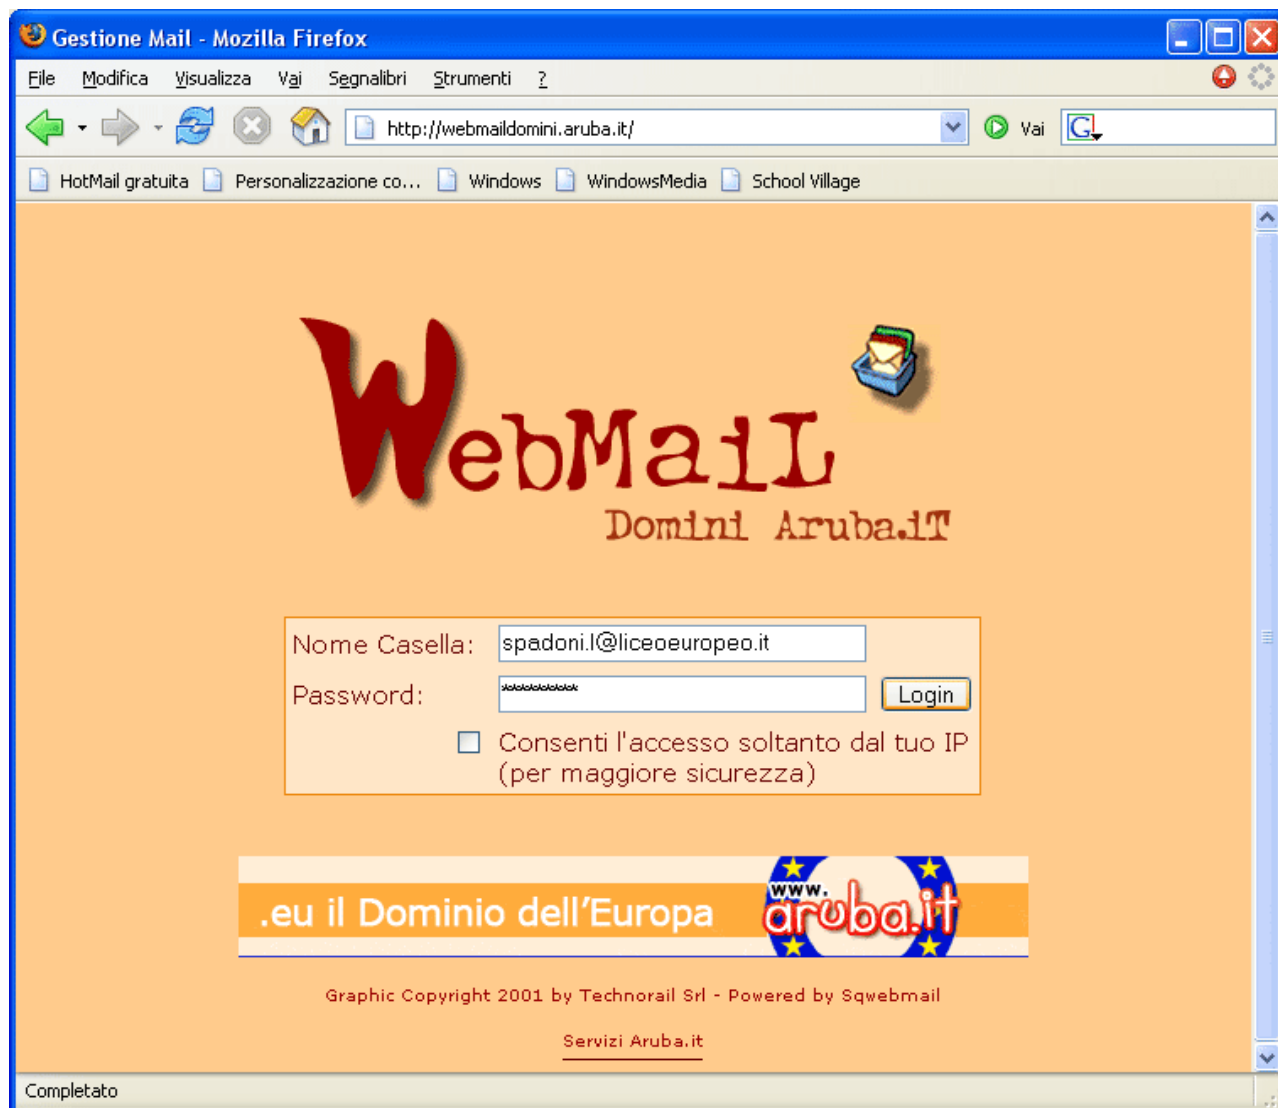 Gestione Mail - Mozilla Firefox
File Modifica Visualizza Vai Segnalibri Strumenti ?
http://webmaildomini.aruba.it/ Vai G
HotMail gratuita Personalizzazione co... Windows WindowsMedia School Village
WebMaiL
Domini Aruba.iT
Nome Casella: spadoni.l@liceoeuropeo.it
Password: ********** Login
Consenti l'accesso soltanto dal tuo IP
(per maggiore sicurezza)
.eu il Dominio dell'Europa www.aruba.it
Graphic Copyright 2001 by Technorail Srl - Powered by Sqwebmail
Servizi Aruba.it
Completato